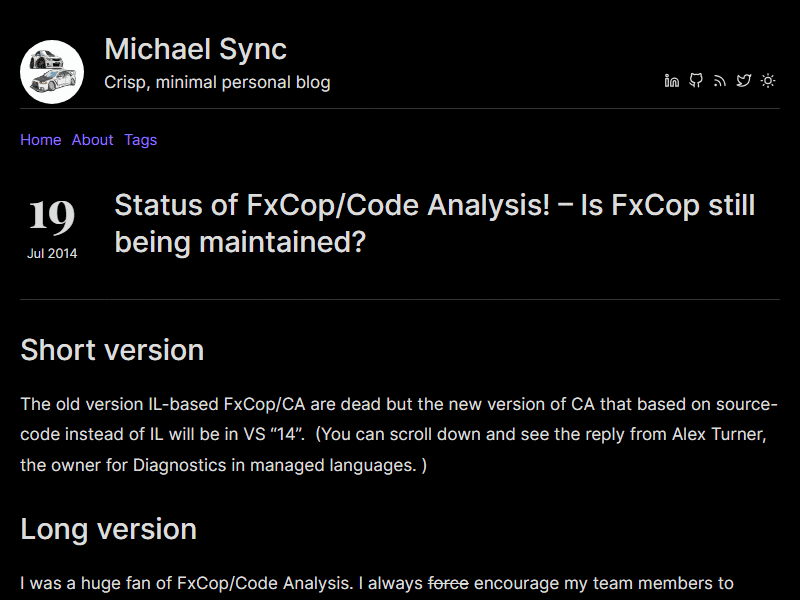 Michael Sync
Crisp, minimal personal blog
Home About Tags
19
Jul 2014
Status of FxCop/Code Analysis! – Is FxCop still
being maintained?
Short version
The old version IL-based FxCop/CA are dead but the new version of CA that based on source-
code instead of IL will be in VS “14”.  (You can scroll down and see the reply from Alex Turner,
the owner for Diagnostics in managed languages. )
Long version
I was a huge fan of FxCop/Code Analysis. I always force encourage my team members to